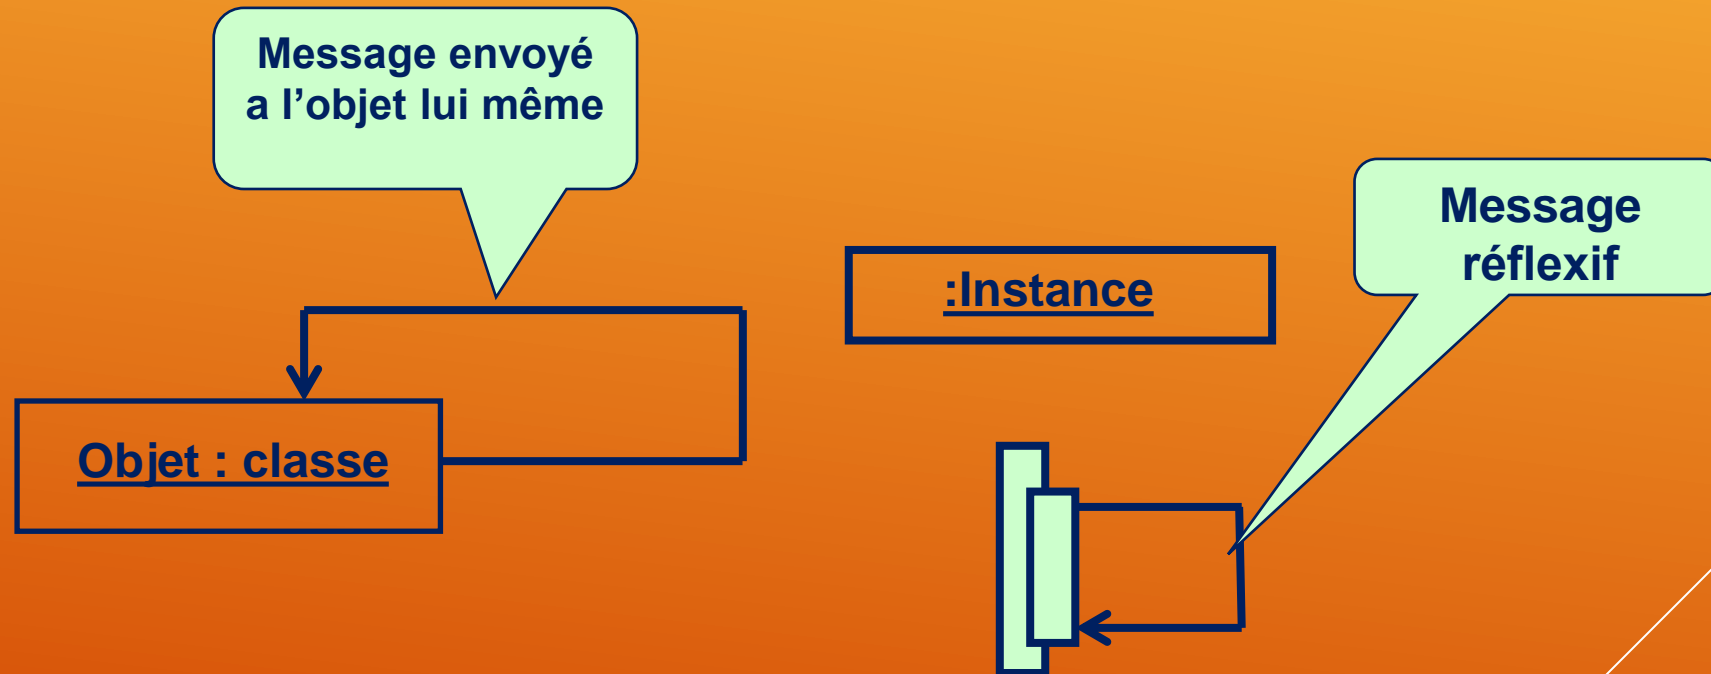 Message envoyé
a l’objet lui même
Message
réflexif
:Instance
Objet : classe